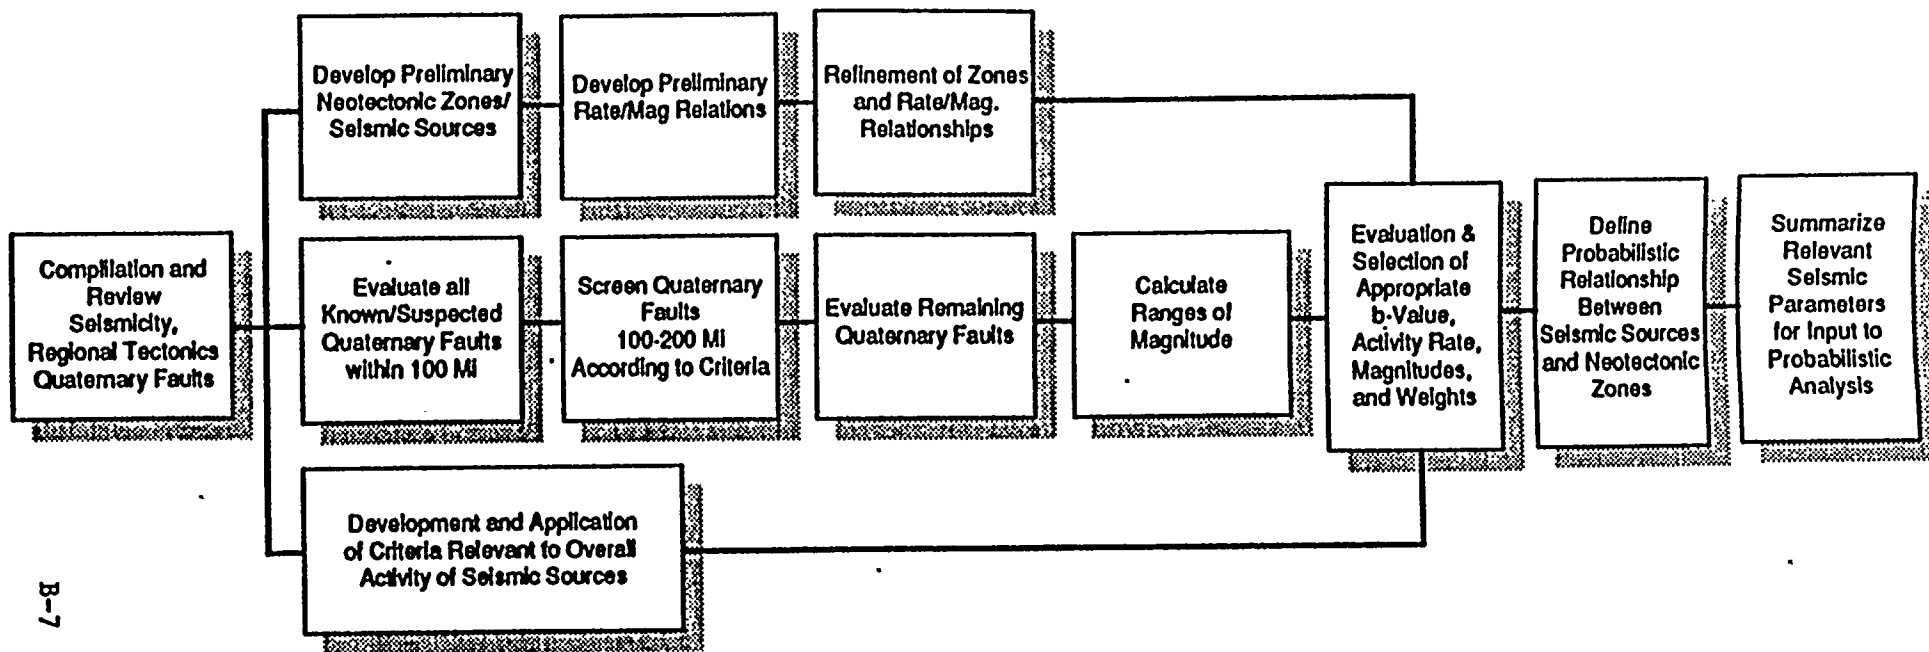 Develop Preliminary
Neotectonic Zones/
Seismic Sources
Develop Preliminary
Rate/Mag Relations
Refinement of Zones
and Rate/Mag.
Relationships
Compilation and
Review
Seismicity,
Regional Tectonics
Quaternary Faults
Evaluate all
Known/Suspected
Quaternary Faults
within 100 Mi
Screen Quaternary
Faults
100-200 Mi
According to Criteria
Evaluate Remaining
Quaternary Faults
Calculate
Ranges of
Magnitude
Evaluation &
Selection of
Appropriate
b-Value,
Activity Rate,
Magnitudes,
and Weights
Define
Probabilistic
Relationship
Between
Seismic Sources
and Neotectonic
Zones
Summarize
Relevant
Seismic
Parameters
for Input to
Probabilistic
Analysis
Development and Application
of Criteria Relevant to Overall
Activity of Seismic Sources
B-7